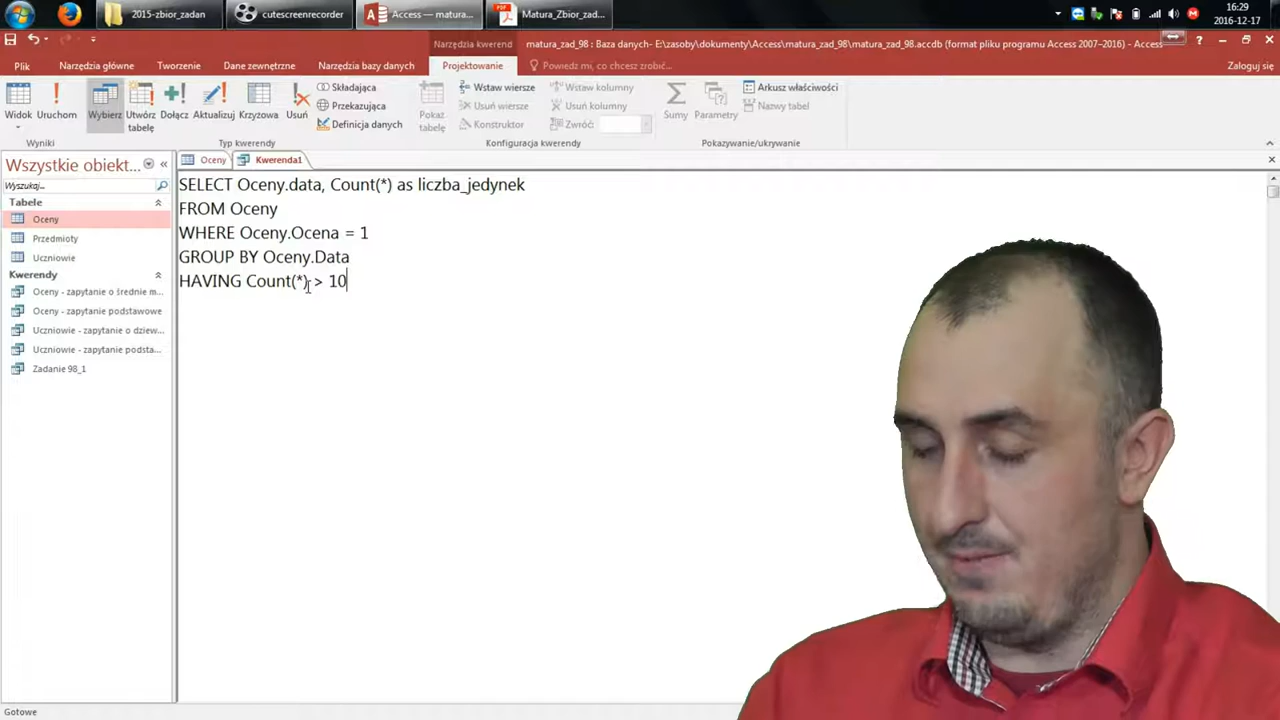 2015-zbior_zadan
cutescreenrecorder
Access — matura...
Matura_Zbior_zad...
16:29
2016-12-17
Narzędzia kwerend
matura_zad_98 : Baza danych- E:\zasoby\dokumenty\Access\matura_zad_98\matura_zad_98.accdb (format pliku programu Access 2007–2016) - Access
Plik
Narzędzia główne
Tworzenie
Dane zewnętrzne
Narzędzia bazy danych
Projektowanie
Powiedz mi, co chcesz zrobić...
Zaloguj się
Widok
Uruchom
Wybierz
Utwórz tabelę
Dołącz
Aktualizuj
Krzyżowa
Usuń
Składająca
Przekazująca
Definicja danych
Pokaż tabelę
Wstaw wiersze
Usuń wiersze
Konstruktor
Wstaw kolumny
Usuń kolumny
Zwróć:
Sumy
Parametry
Arkusz właściwości
Nazwy tabel
Wyniki
Typ kwerendy
Konfiguracja kwerendy
Pokazywanie/ukrywanie
Wszystkie obiekt...
Wyszukaj...
Tabele
Oceny
Przedmioty
Uczniowie
Kwerendy
Oceny - zapytanie o średnie m...
Oceny - zapytanie podstawowe
Uczniowie - zapytanie o dziew...
Uczniowie - zapytanie podsta...
Zadanie 98_1
Oceny
Kwerenda1
SELECT Oceny.data, Count(*) as liczba_jedynek
FROM Oceny
WHERE Oceny.Ocena = 1
GROUP BY Oceny.Data
HAVING Count(*) > 10
Gotowe